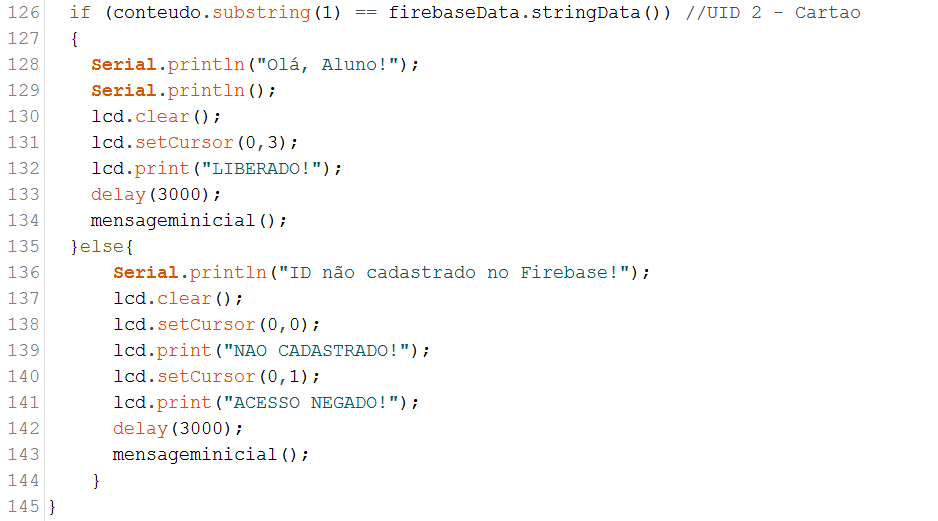 126 if (conteudo.substring(1) == firebaseData.stringData()) //UID 2 - Cartao
127 {
128 Serial.println("Olá, Aluno!");
129 Serial.println();
130 lcd.clear();
131 lcd.setCursor(0,3);
132 lcd.print("LIBERADO!");
133 delay(3000);
134 mensageminicial();
135 }else{
136 Serial.println("ID não cadastrado no Firebase!");
137 lcd.clear();
138 lcd.setCursor(0,0);
139 lcd.print("NAO CADASTRADO!");
140 lcd.setCursor(0,1);
141 lcd.print("ACESSO NEGADO!");
142 delay(3000);
143 mensageminicial();
144 }
145 }